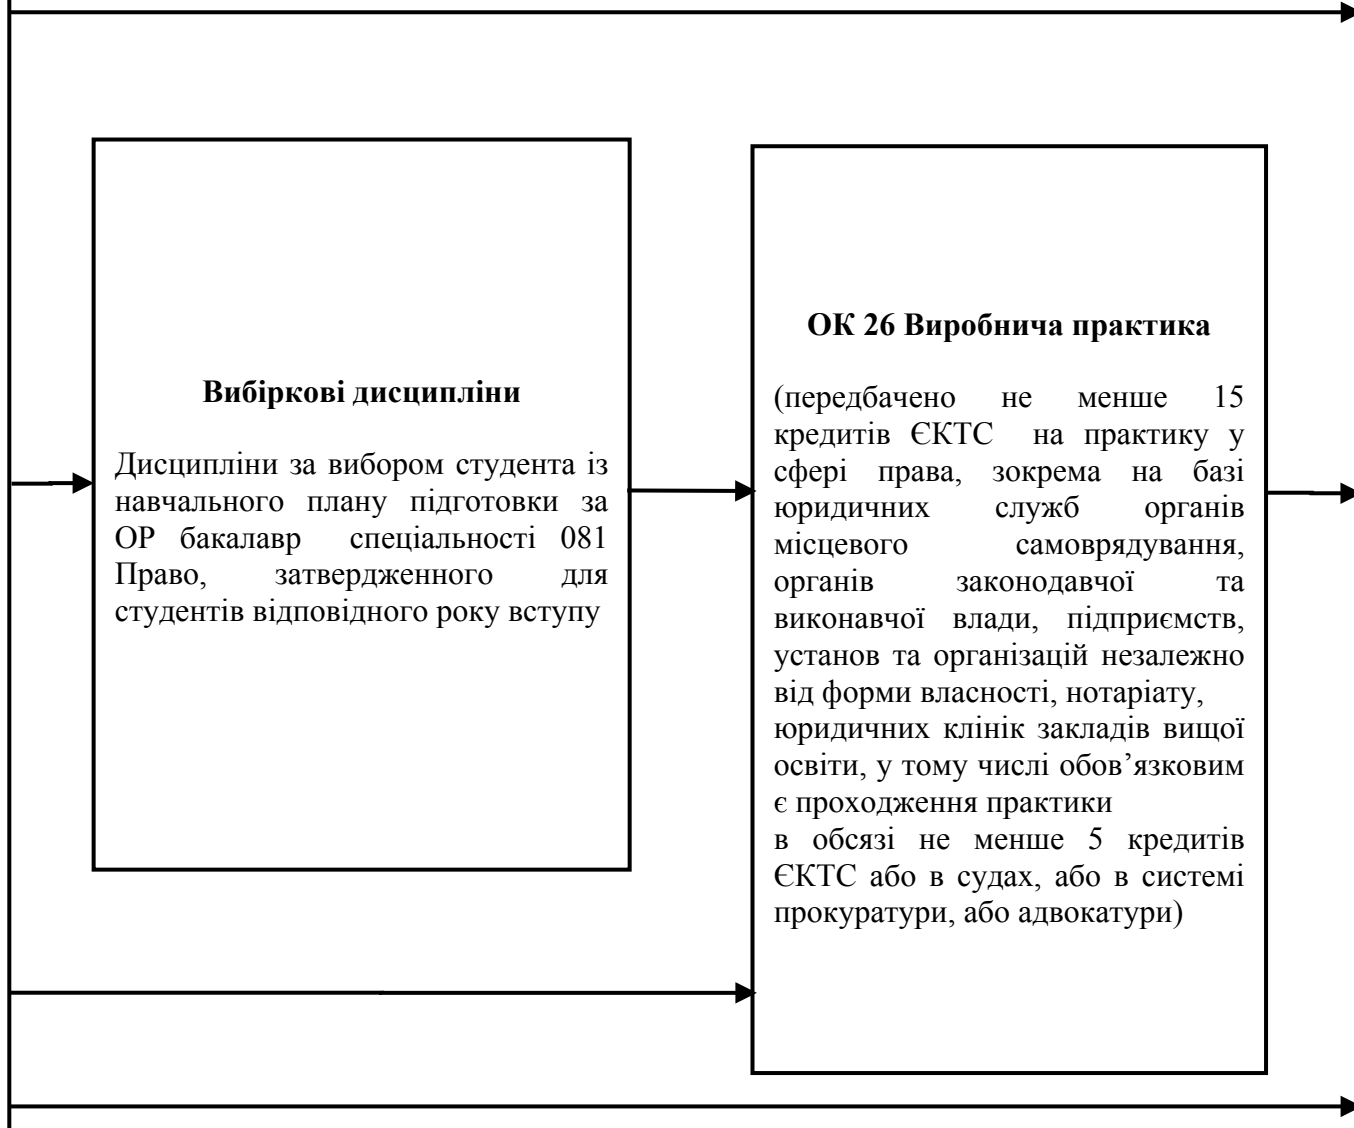 Вибіркові дисципліни
Дисципліни за вибором студента із
навчального плану підготовки за
ОР бакалавр спеціальності 081
Право, затвердженного для
студентів відповідного року вступу
ОК 26 Виробнича практика
(передбачено не менше 15
кредитів ЄКТС на практику у
сфері права, зокрема на базі
юридичних служб органів
місцевого самоврядування,
органів законодавчої та
виконавчої влади, підприємств,
установ та організацій незалежно
від форми власності, нотаріату,
юридичних клінік закладів вищої
освіти, у тому числі обов’язковим
є проходження практики
в обсязі не менше 5 кредитів
ЄКТС або в судах, або в системі
прокуратури, або адвокатури)